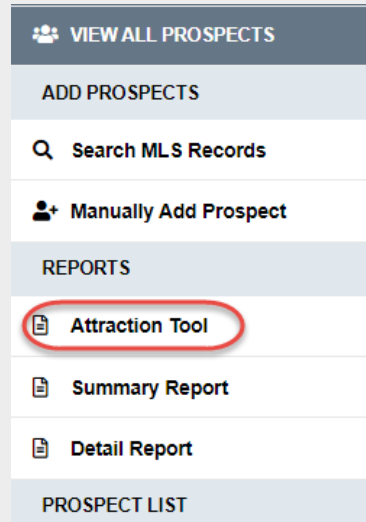 VIEW ALL PROSPECTS
ADD PROSPECTS
Search MLS Records
Manually Add Prospect
REPORTS
Attraction Tool
Summary Report
Detail Report
PROSPECT LIST